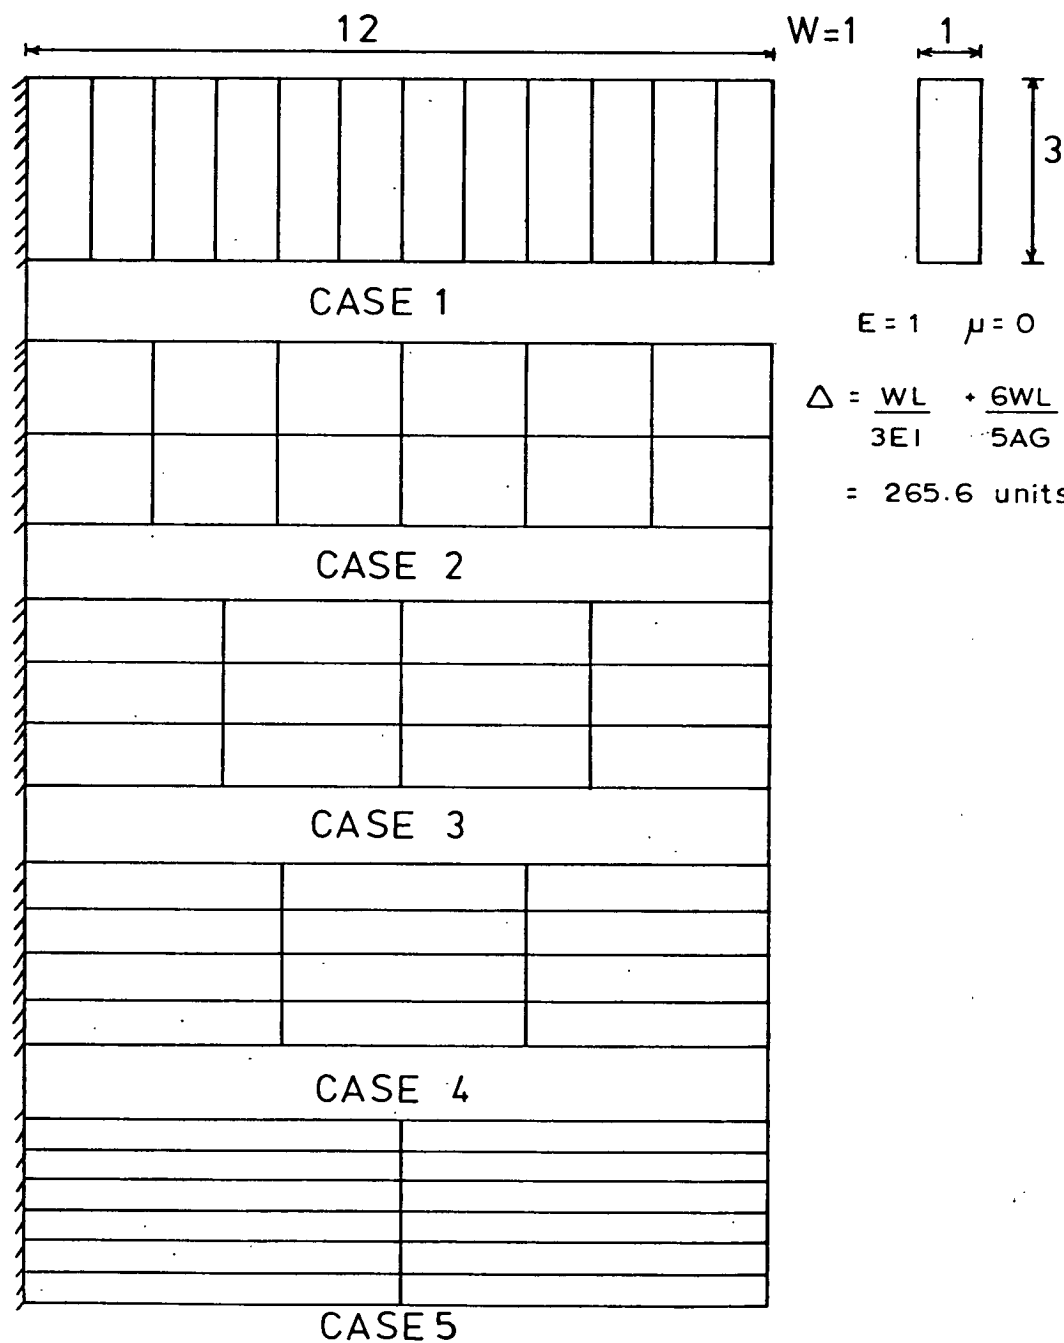 12 W=1 1
3
CASE 1
E = 1 μ = 0
Δ = WL + 6WL
3EI 5AG
= 265.6 units
CASE 2
CASE 3
CASE 4
CASE 5